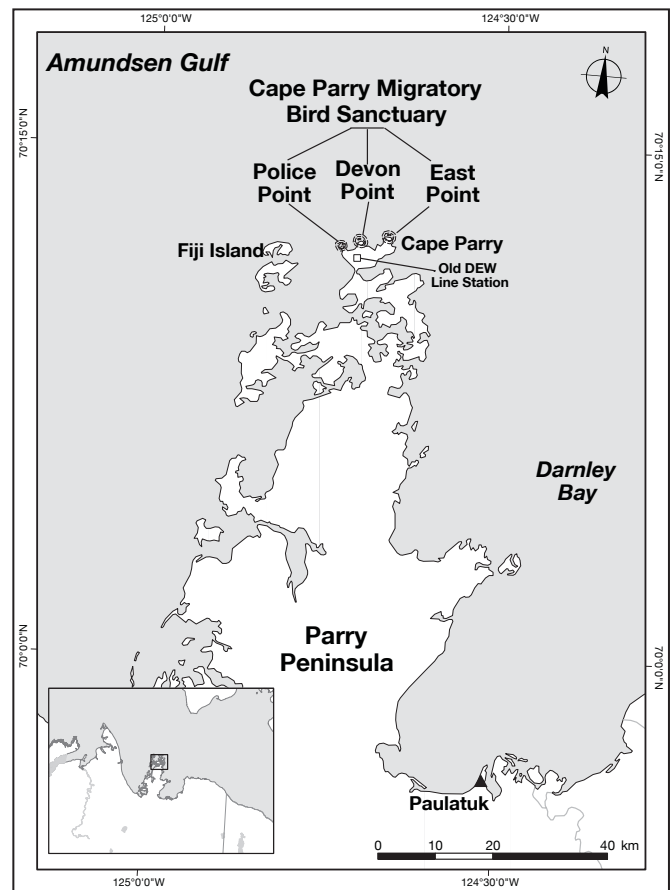 125°0'0"W
124°30'0"W
Amundsen Gulf
N
Cape Parry Migratory
Bird Sanctuary
70°15'0"N
70°15'0"N
Police
Point
Devon
Point
East
Point
Fiji Island
Cape Parry
Old DEW
Line Station
Darnley
Bay
Parry
Peninsula
70°0'0"N
70°0'0"N
Paulatuk
0 10 20 40 km
125°0'0"W
124°30'0"W